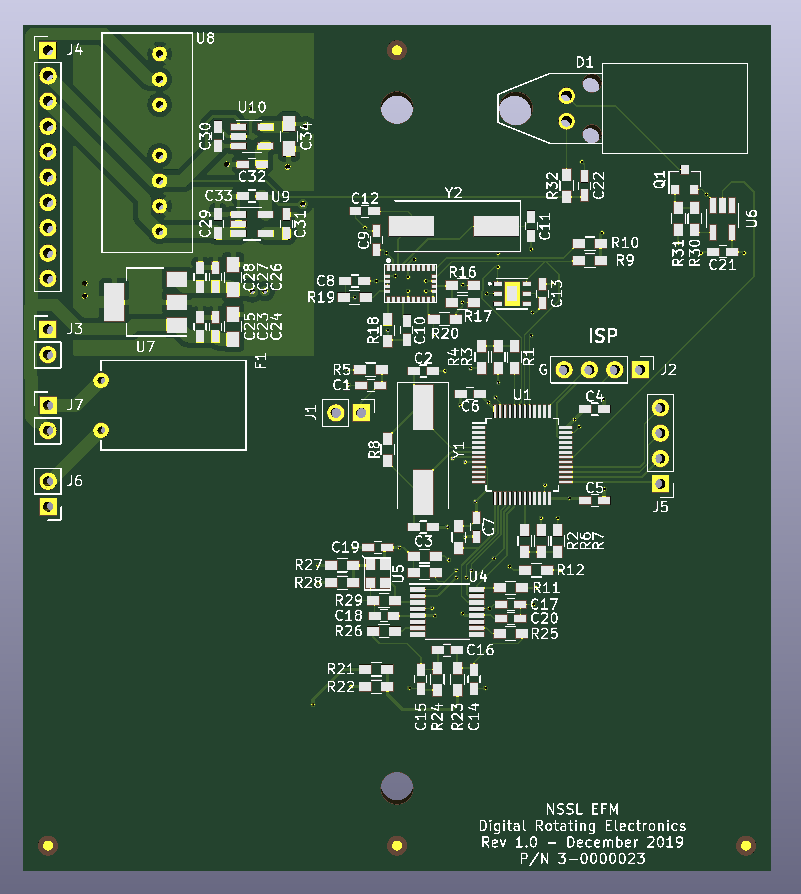 J4
U8
D1
U10
C30
C34
C32
C33
U9
C29
C31
C12
Y2
R32
C22
Q1
U6
C9
C11
R31
R30
R10
R9
C21
C28
C27
C26
C8
R19
R16
R17
C13
J3
U7
C25
C23
C24
R18
C10
R20
ISP
F1
C2
R4
R3
R1
R5
C1
G
J2
J7
J1
C6
U1
C4
R8
Y1
J6
C5
J5
C3
C7
R2
R6
R7
C19
R27
R28
U5
U4
R12
R29
R11
C18
C17
R26
C20
R25
C16
R21
R22
C15
R24
R23
C14
NSSL EFM
Digital Rotating Electronics
Rev 1.0 - December 2019
P/N 3-0000023